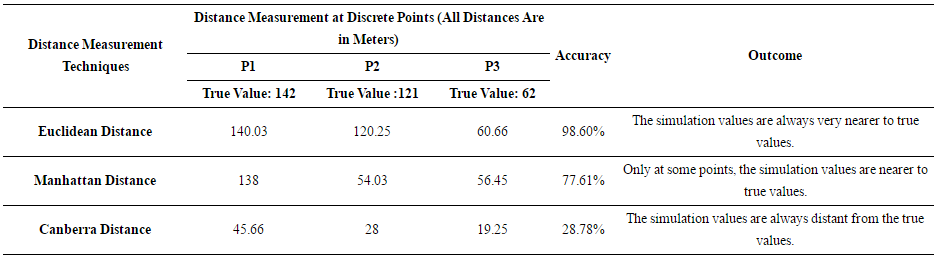 Distance Measurement at Discrete Points (All Distances Are
in Meters)
Distance Measurement
Techniques
Accuracy
Outcome
P1 P2 P3
True Value: 142 True Value :121 True Value: 62
The simulation values are always very nearer to true
Euclidean Distance 140.03 120.25 60.66 98.60%
values.
Only at some points, the simulation values are nearer to
Manhattan Distance 138 54.03 56.45 77.61%
true values.
The simulation values are always distant from the true
Canberra Distance 45.66 28 19.25 28.78%
values.